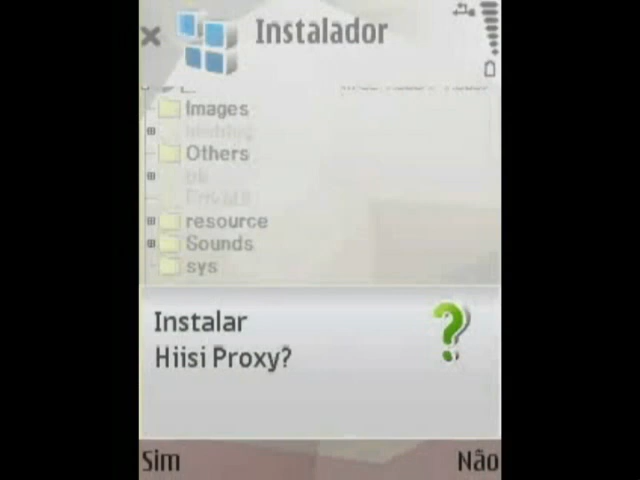 Instalador
Images
Others
resource
Sounds
sys
Instalar
Hiisi Proxy?
Sim
Não